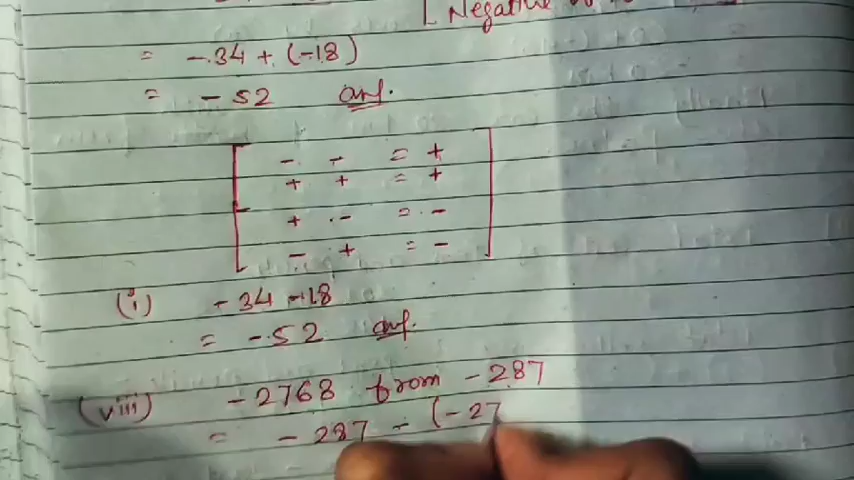 [ Negative
= -34 + (-18)
= -52 ans.
- - = +
+ + = +
+ - = -
- + = -
(i) -34 -18
= -52 ans.
(viii) -2768 from -287
= -287 - (-27